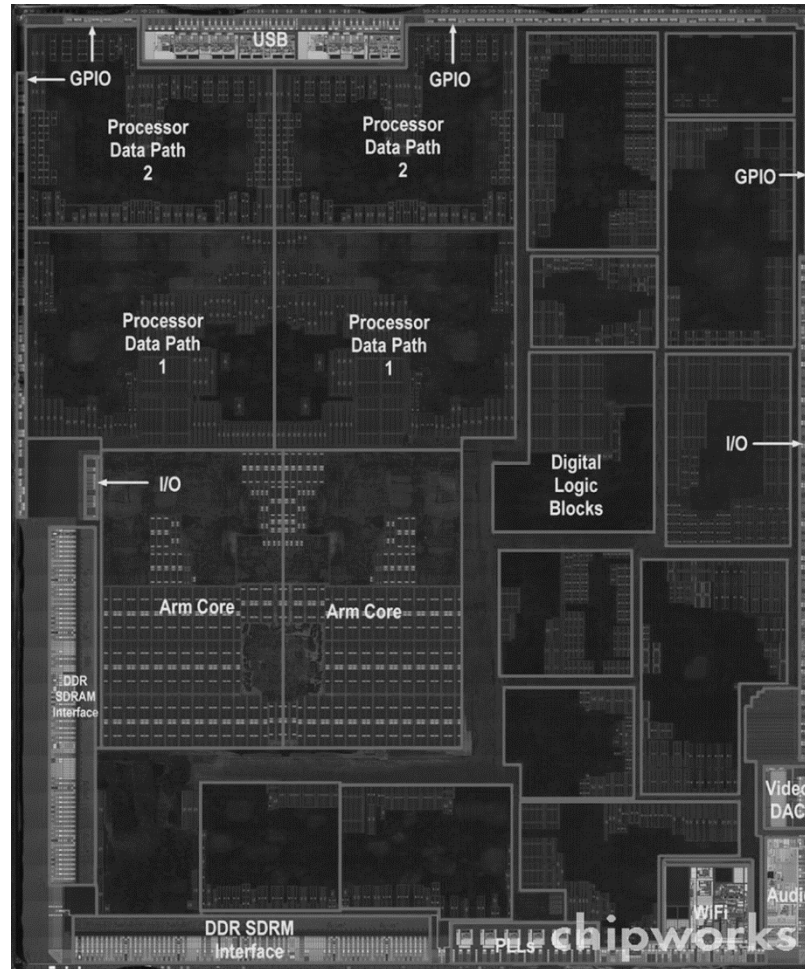 USB
GPIO
GPIO
Processor
Data Path
2
Processor
Data Path
2
GPIO
Processor
Data Path
1
Processor
Data Path
1
I/O
I/O
Digital
Logic
Blocks
Arm Core
Arm Core
DDR
SDRAM
Interface
Video
DAC
Audio
WiFi
DDR SDRM
Interface
PLLs
chipworks